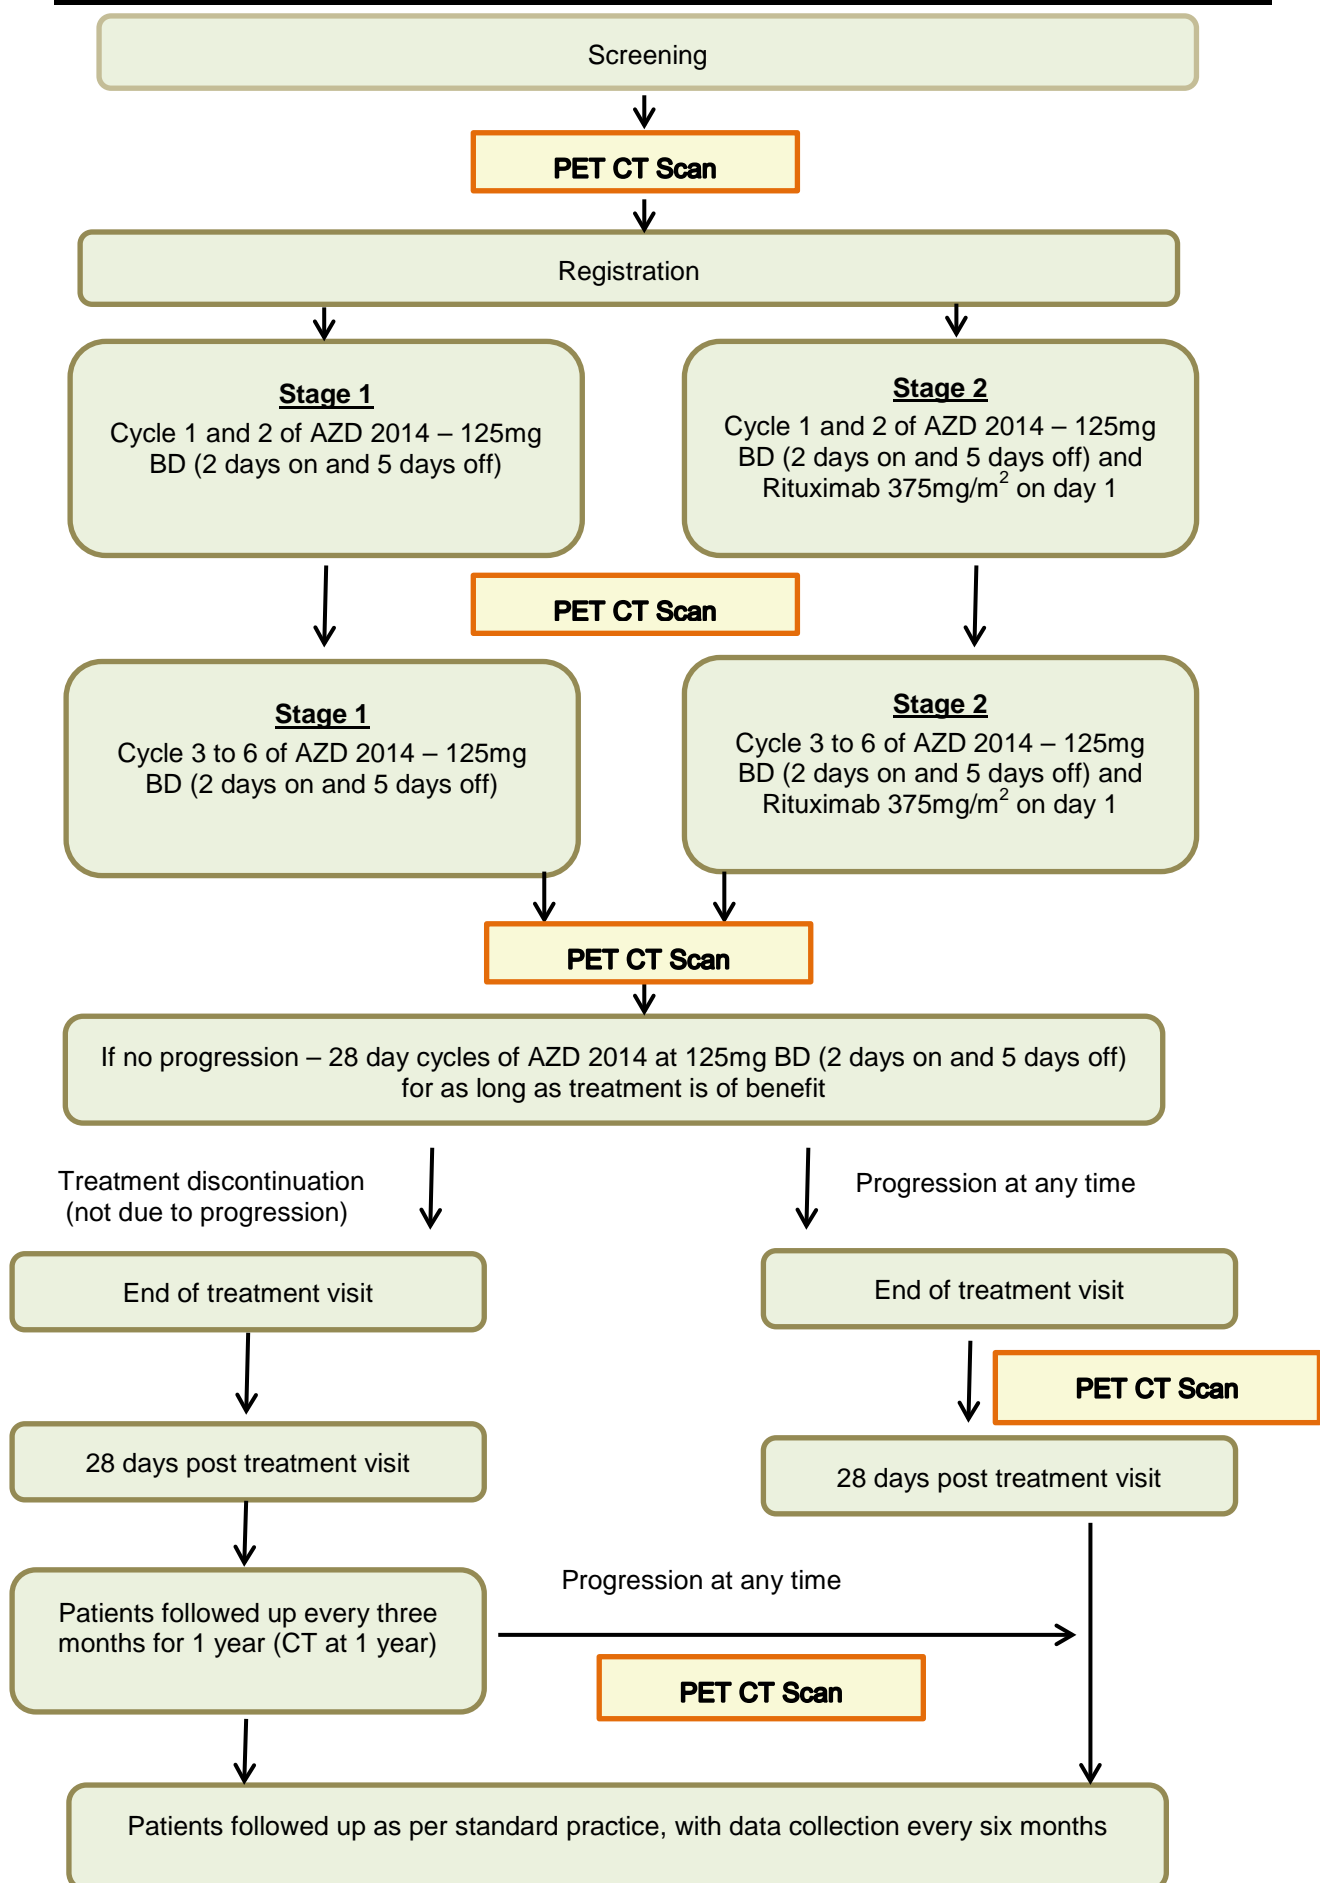 Screening
PET CT Scan
Registration
Stage 1
Cycle 1 and 2 of AZD 2014 – 125mg
BD (2 days on and 5 days off)
Stage 2
Cycle 1 and 2 of AZD 2014 – 125mg
BD (2 days on and 5 days off) and
Rituximab 375mg/m² on day 1
PET CT Scan
Stage 1
Cycle 3 to 6 of AZD 2014 – 125mg
BD (2 days on and 5 days off)
Stage 2
Cycle 3 to 6 of AZD 2014 – 125mg
BD (2 days on and 5 days off) and
Rituximab 375mg/m² on day 1
PET CT Scan
If no progression – 28 day cycles of AZD 2014 at 125mg BD (2 days on and 5 days off)
for as long as treatment is of benefit
Treatment discontinuation
(not due to progression)
Progression at any time
End of treatment visit
End of treatment visit
PET CT Scan
28 days post treatment visit
28 days post treatment visit
Patients followed up every three
months for 1 year (CT at 1 year)
Progression at any time
PET CT Scan
Patients followed up as per standard practice, with data collection every six months